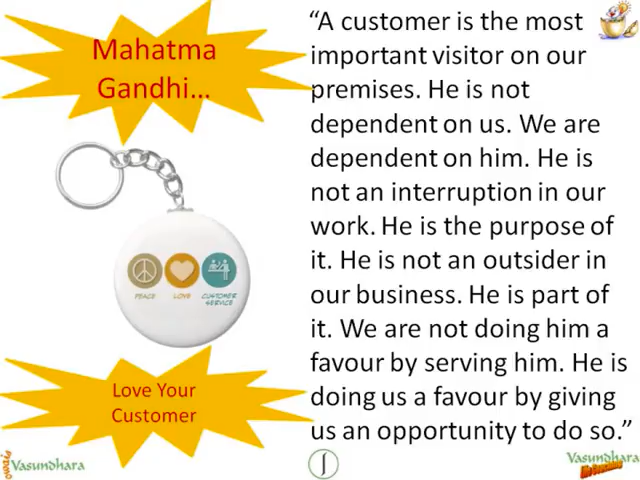 Mahatma
Gandhi...
PEACE
LOVE
CUSTOMER
SERVICE
Love Your
Customer
“A customer is the most
important visitor on our
premises. He is not
dependent on us. We are
dependent on him. He is
not an interruption in our
work. He is the purpose of
it. He is not an outsider in
our business. He is part of
it. We are not doing him a
favour by serving him. He is
doing us a favour by giving
us an opportunity to do so.”
Vasundhara
Vasundhara